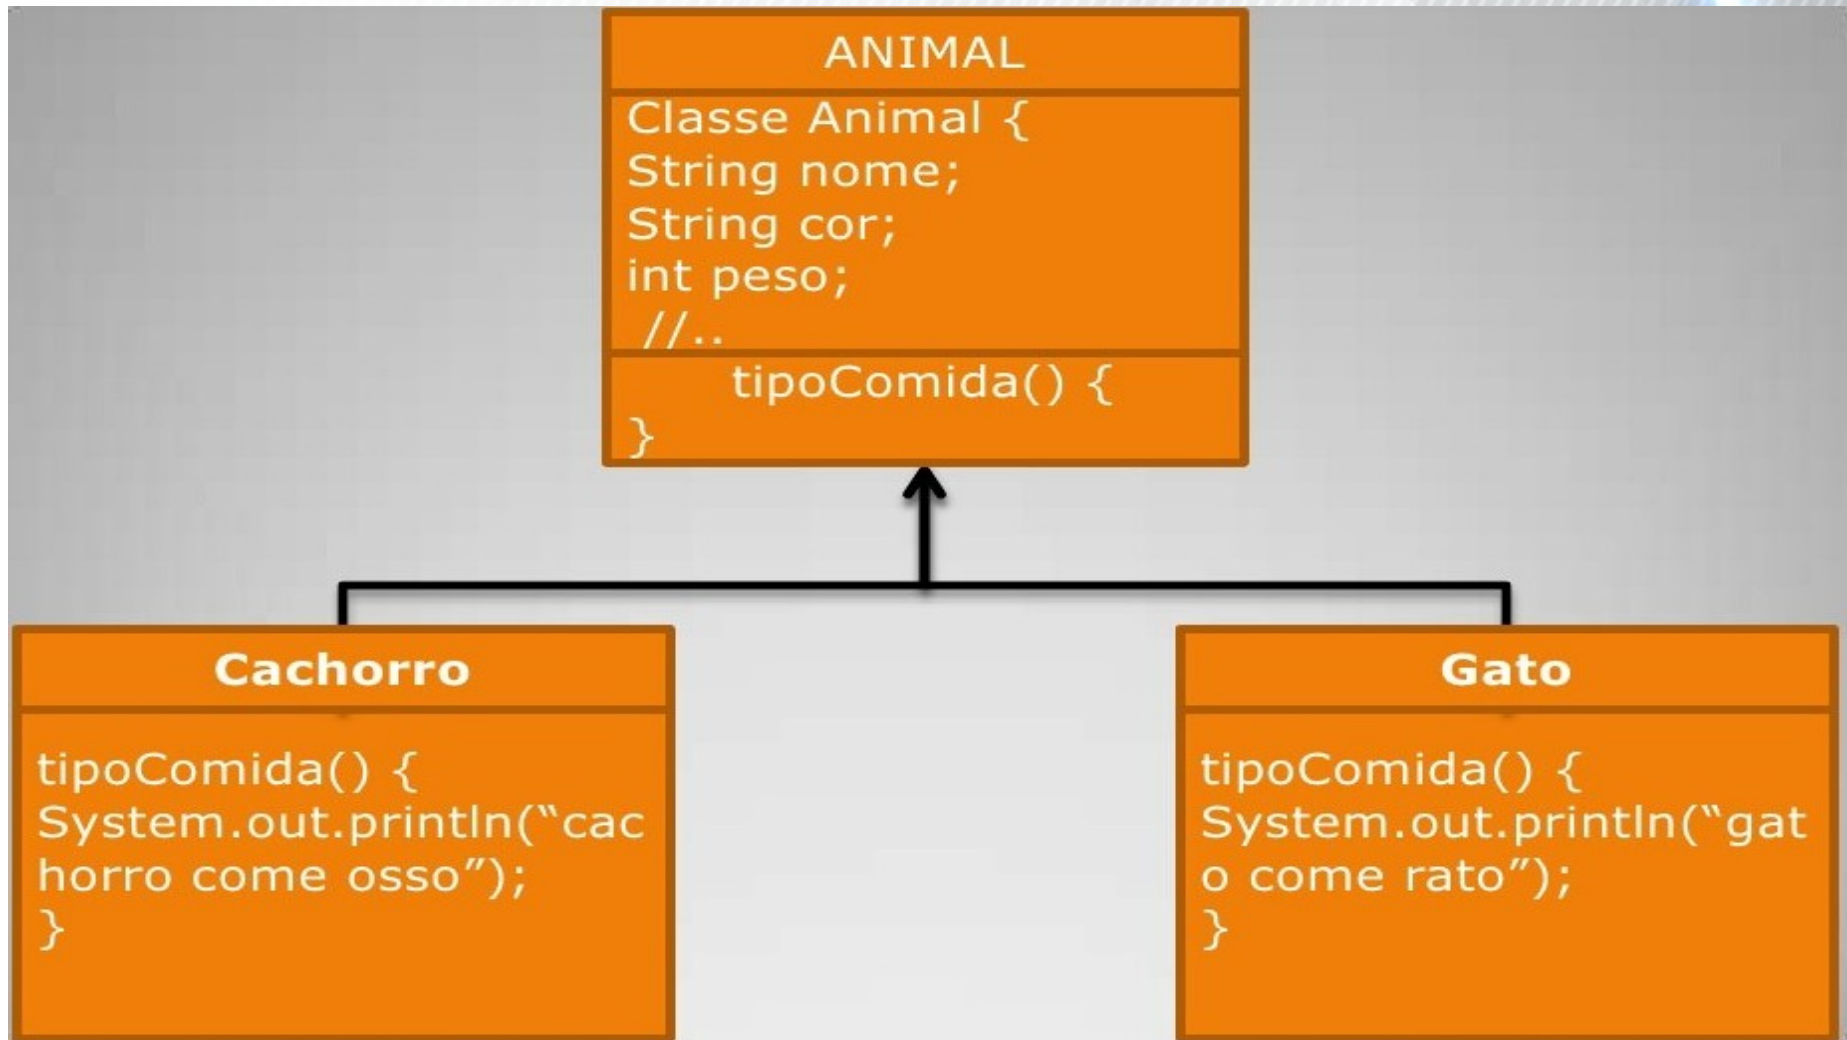 ANIMAL
Classe Animal {
String nome;
String cor;
int peso;
//..
tipoComida() {
}
Cachorro
tipoComida() {
System.out.println(“cac
horro come osso”);
}
Gato
tipoComida() {
System.out.println(“gat
o come rato”);
}